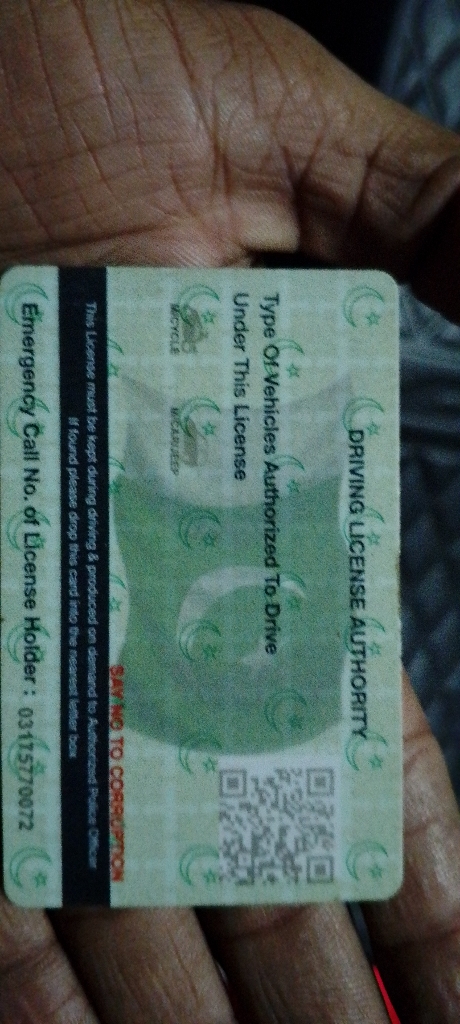 DRIVING LICENSE AUTHORITY
Type Of Vehicles Authorized To Drive
Under This License
M CYCLE
M CAR/JEEP
SAY NO TO CORRUPTION
This License must be kept during driving & produced on demand to Authorized Police Officer
If found please drop this card into the nearest letter box
Emergency Call No. of License Holder : 03175770072